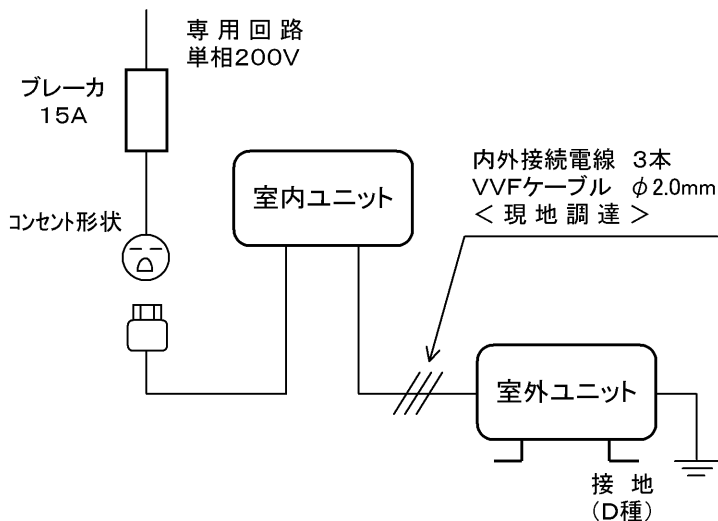 専用回路
単相200V
ブレーカ
15A
コンセント形状
室内ユニット
内外接続電線 3本
VVFケーブル φ2.0mm
<現地調達>
室外ユニット
接 地
(D種)